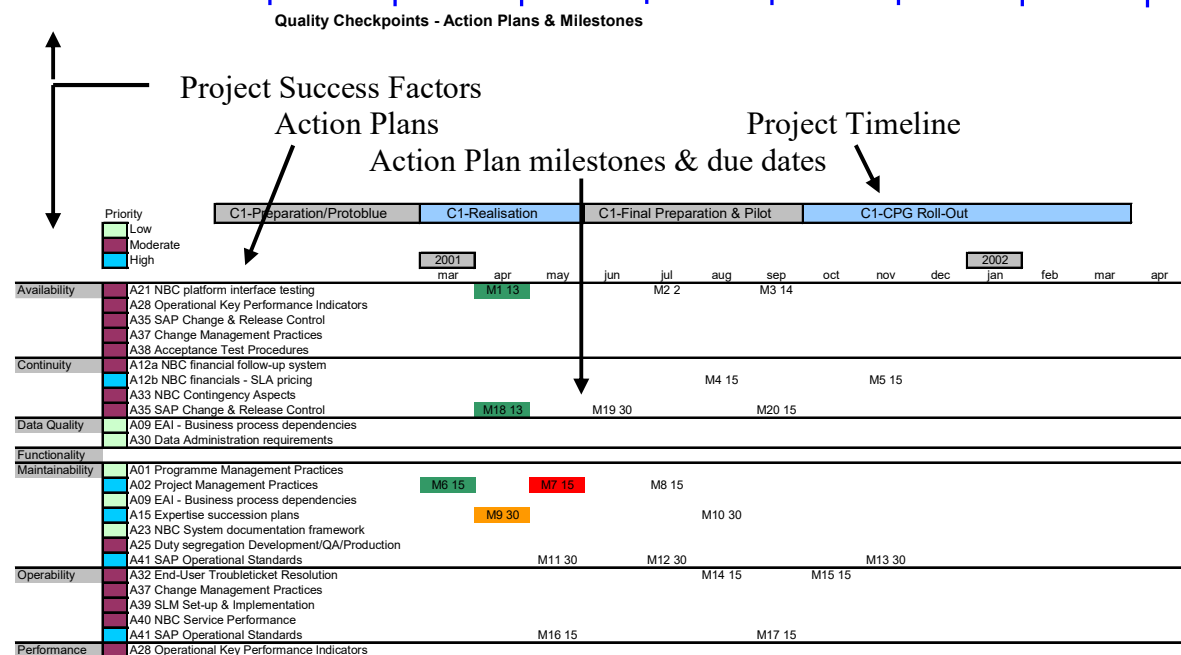 Quality Checkpoints - Action Plans & Milestones
Project Success Factors
Action Plans
Project Timeline
Action Plan milestones & due dates
Priority
C1-Preparation/Protoblue C1-Realisation C1-Final Preparation & Pilot C1-CPG Roll-Out
Low
Moderate
High
2001 2002
mar apr may jun jul aug sep oct nov dec jan feb mar apr
Availability A21 NBC platform interface testing M1 13 M2 2 M3 14
A28 Operational Key Performance Indicators
A35 SAP Change & Release Control
A37 Change Management Practices
A38 Acceptance Test Procedures
Continuity A12a NBC financial follow-up system
A12b NBC financials - SLA pricing M4 15 M5 15
A33 NBC Contingency Aspects
A35 SAP Change & Release Control M18 13 M19 30 M20 15
Data Quality A09 EAI - Business process dependencies
A30 Data Administration requirements
Functionality
Maintainability A01 Programme Management Practices
A02 Project Management Practices M6 15 M7 15 M8 15
A09 EAI - Business process dependencies
A15 Expertise succession plans M9 30 M10 30
A23 NBC System documentation framework
A25 Duty segregation Development/QA/Production
A41 SAP Operational Standards M11 30 M12 30 M13 30
Operability A32 End-User Troubleticket Resolution M14 15 M15 15
A37 Change Management Practices
A39 SLM Set-up & Implementation
A40 NBC Service Performance
A41 SAP Operational Standards M16 15 M17 15
Performance A28 Operational Key Performance Indicators